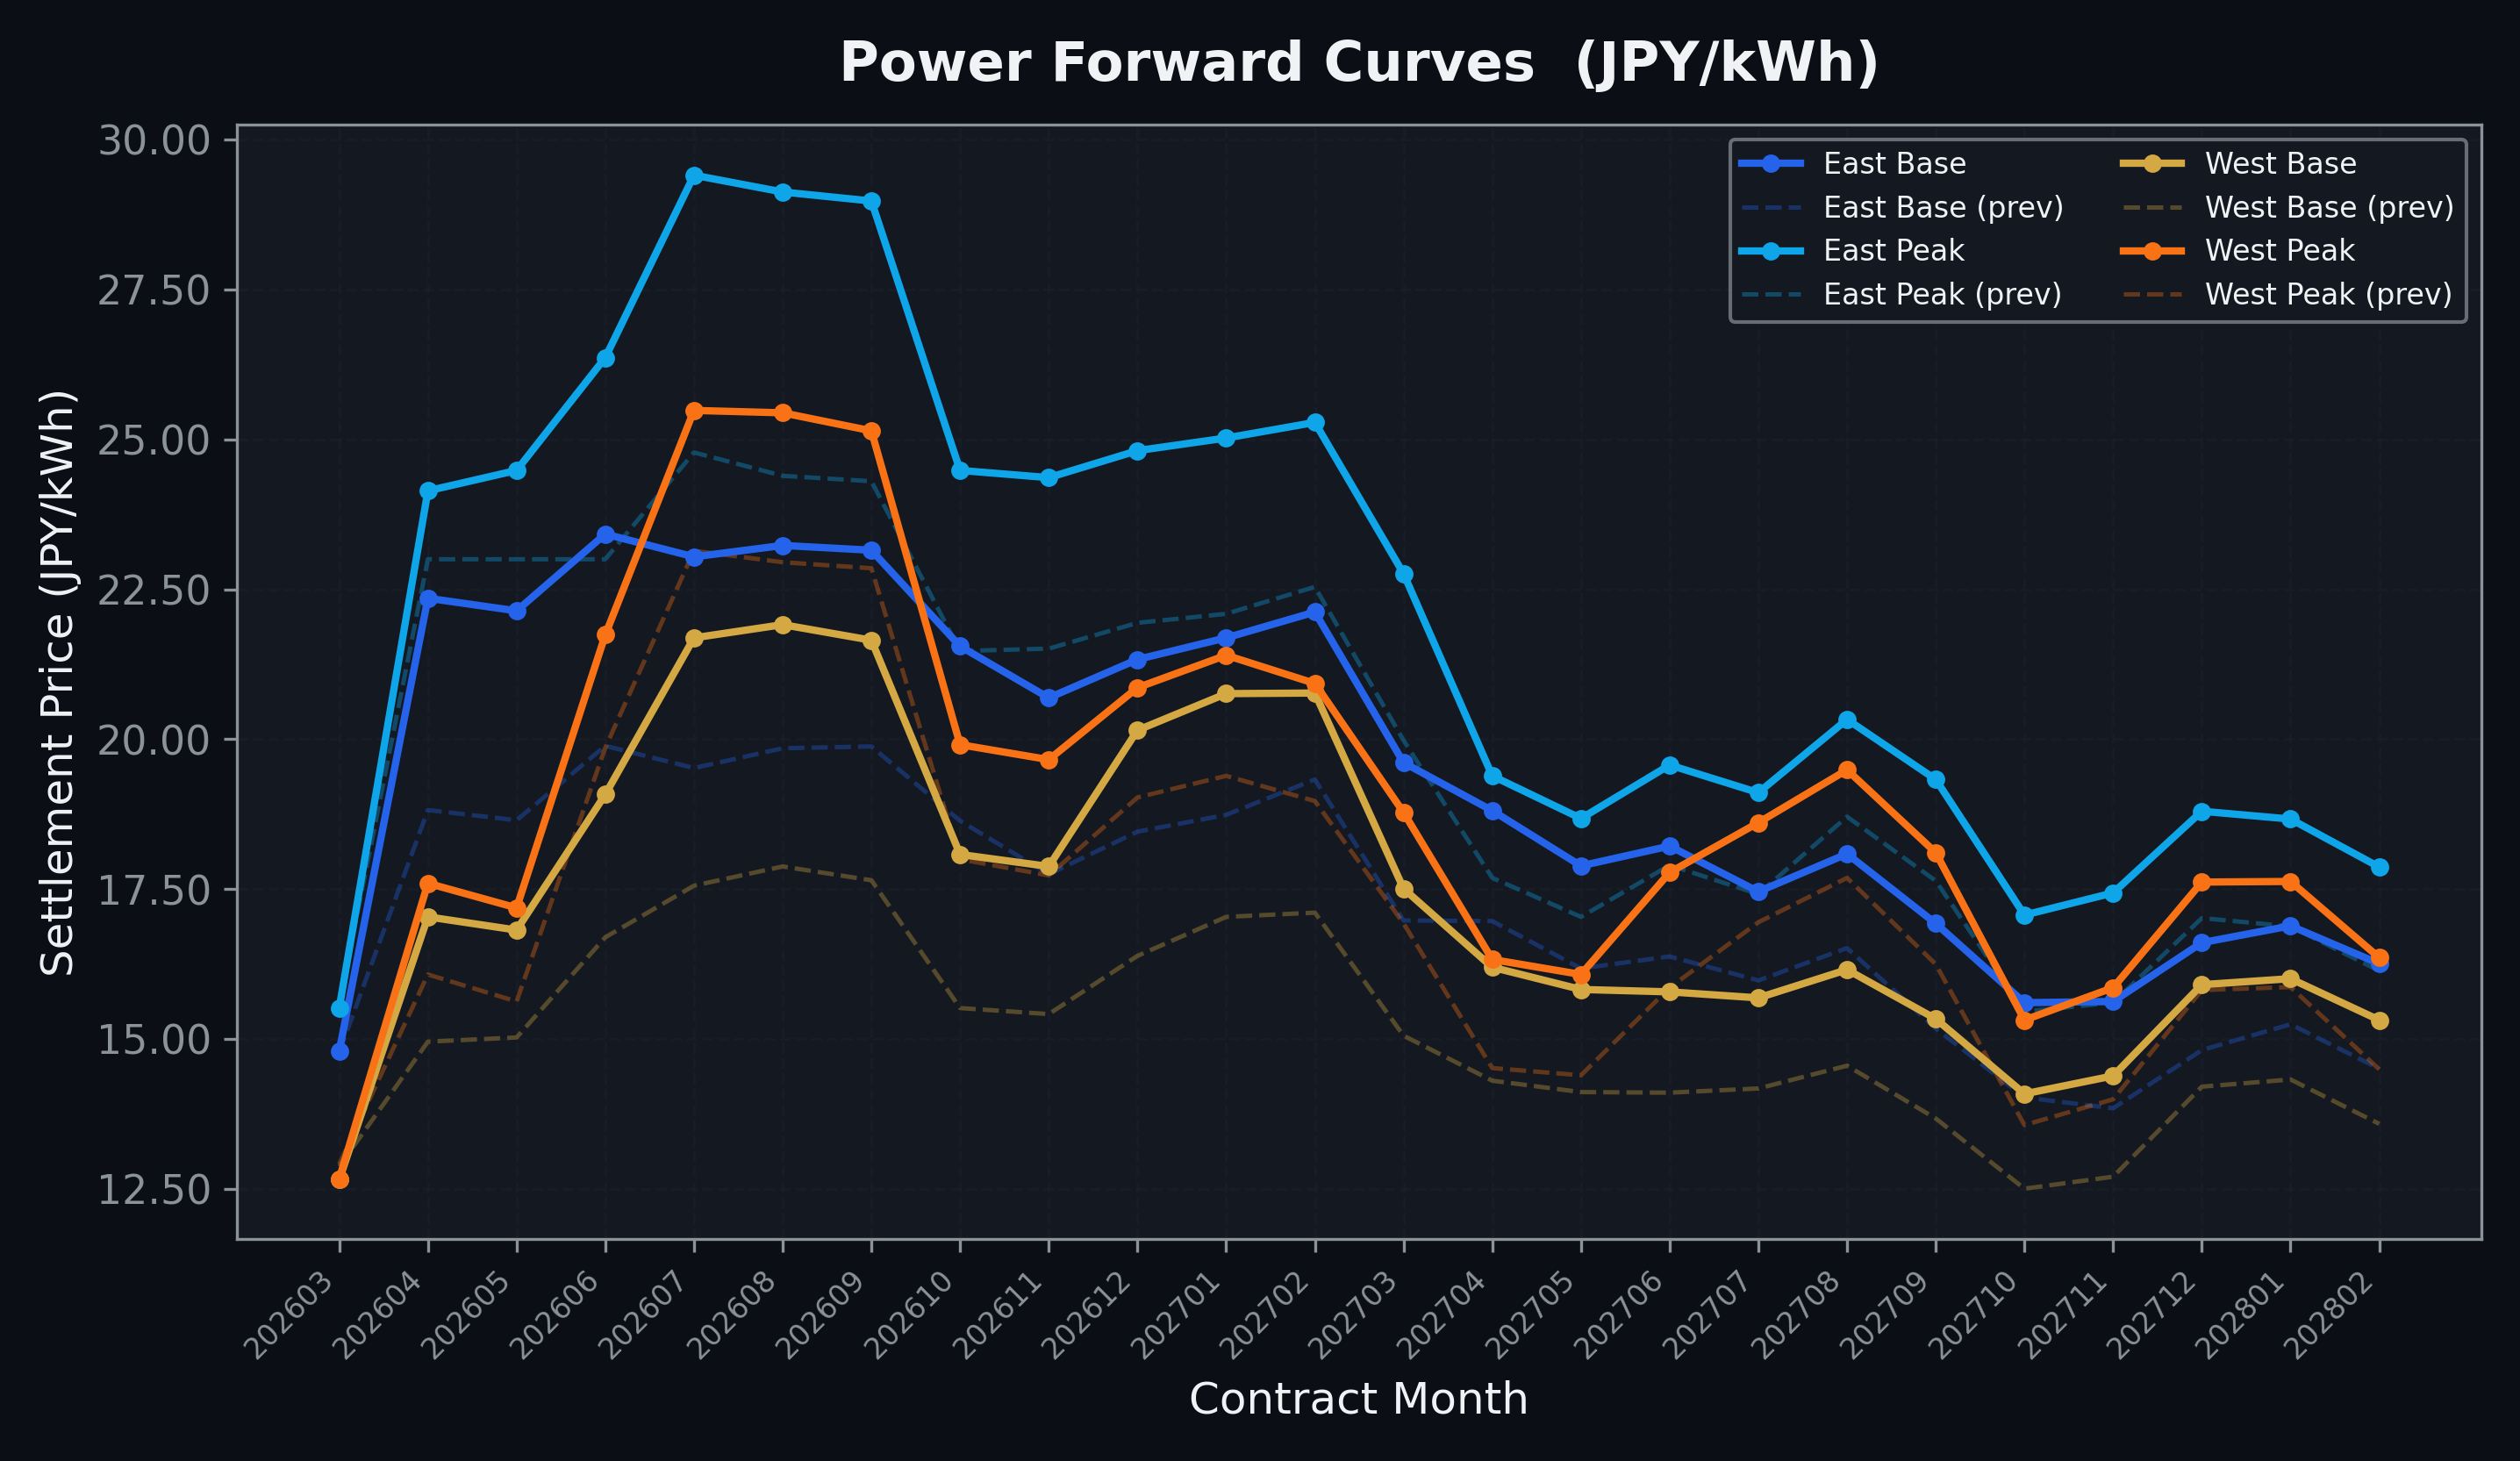 Power Forward Curves  (JPY/kWh)
Settlement Price (JPY/kWh)
30.00
27.50
25.00
22.50
20.00
17.50
15.00
12.50
East Base
East Base (prev)
East Peak
East Peak (prev)
West Base
West Base (prev)
West Peak
West Peak (prev)
202603
202604
202605
202606
202607
202608
202609
202610
202611
202612
202701
202702
202703
202704
202705
202706
202707
202708
202709
202710
202711
202712
202801
202802
Contract Month